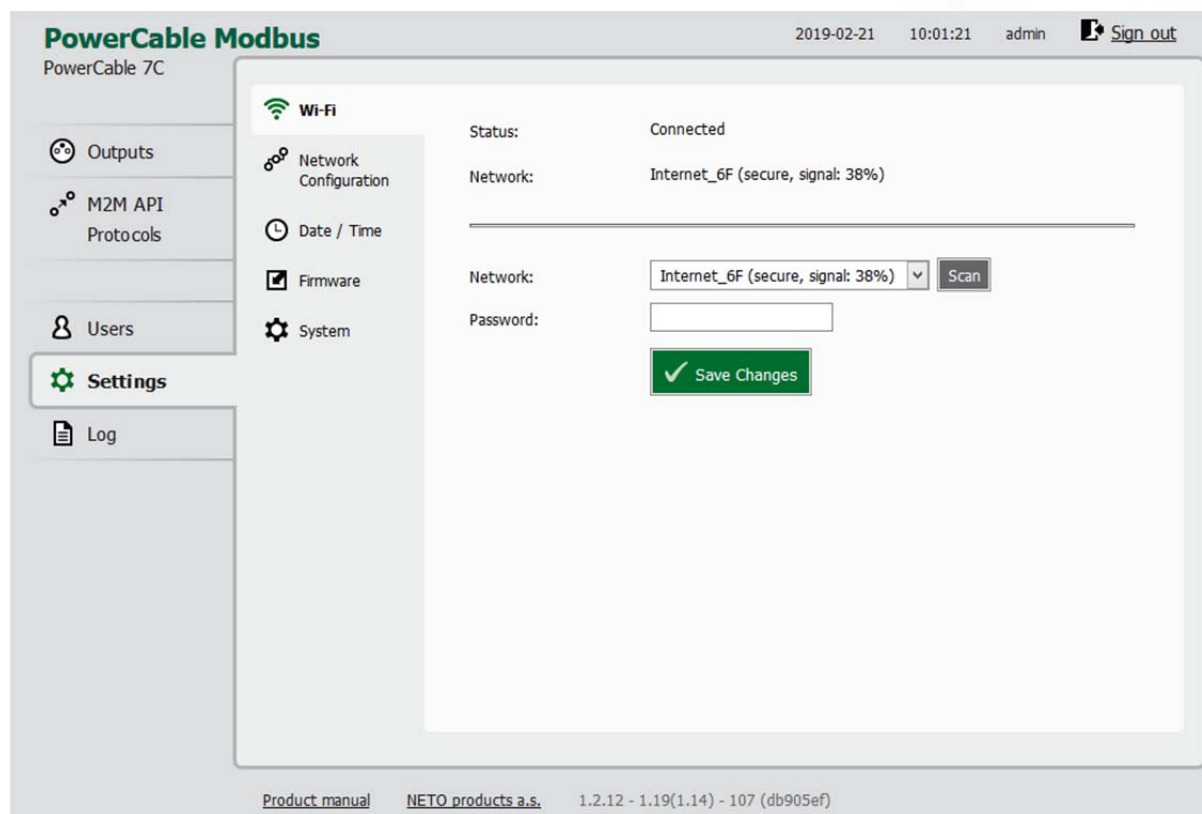 PowerCable Modbus
PowerCable 7C
2019-02-21 10:01:21 admin Sign out
Outputs
M2M API
Protocols
Users
Settings
Log
Wi-Fi
Network
Configuration
Date / Time
Firmware
System
Status: Connected
Network: Internet_6F (secure, signal: 38%)
Network: Internet_6F (secure, signal: 38%) Scan
Password:
Save Changes
Product manual NETO products a.s. 1.2.12 - 1.19(1.14) - 107 (db905ef)